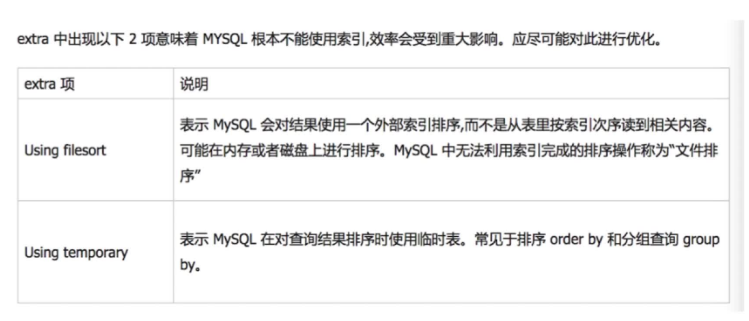 extra 中出现以下 2 项意味着 MYSQL 根本不能使用索引,效率会受到重大影响。应尽可能对此进行优化。
extra 项
说明
Using filesort
表示 MySQL 会对结果使用一个外部索引排序,而不是从表里按索引次序读到相关内容。
可能在内存或者磁盘上进行排序。MySQL 中无法利用索引完成的排序操作称为“文件排
序”
Using temporary
表示 MySQL 在对查询结果排序时使用临时表。常见于排序 order by 和分组查询 group
by。